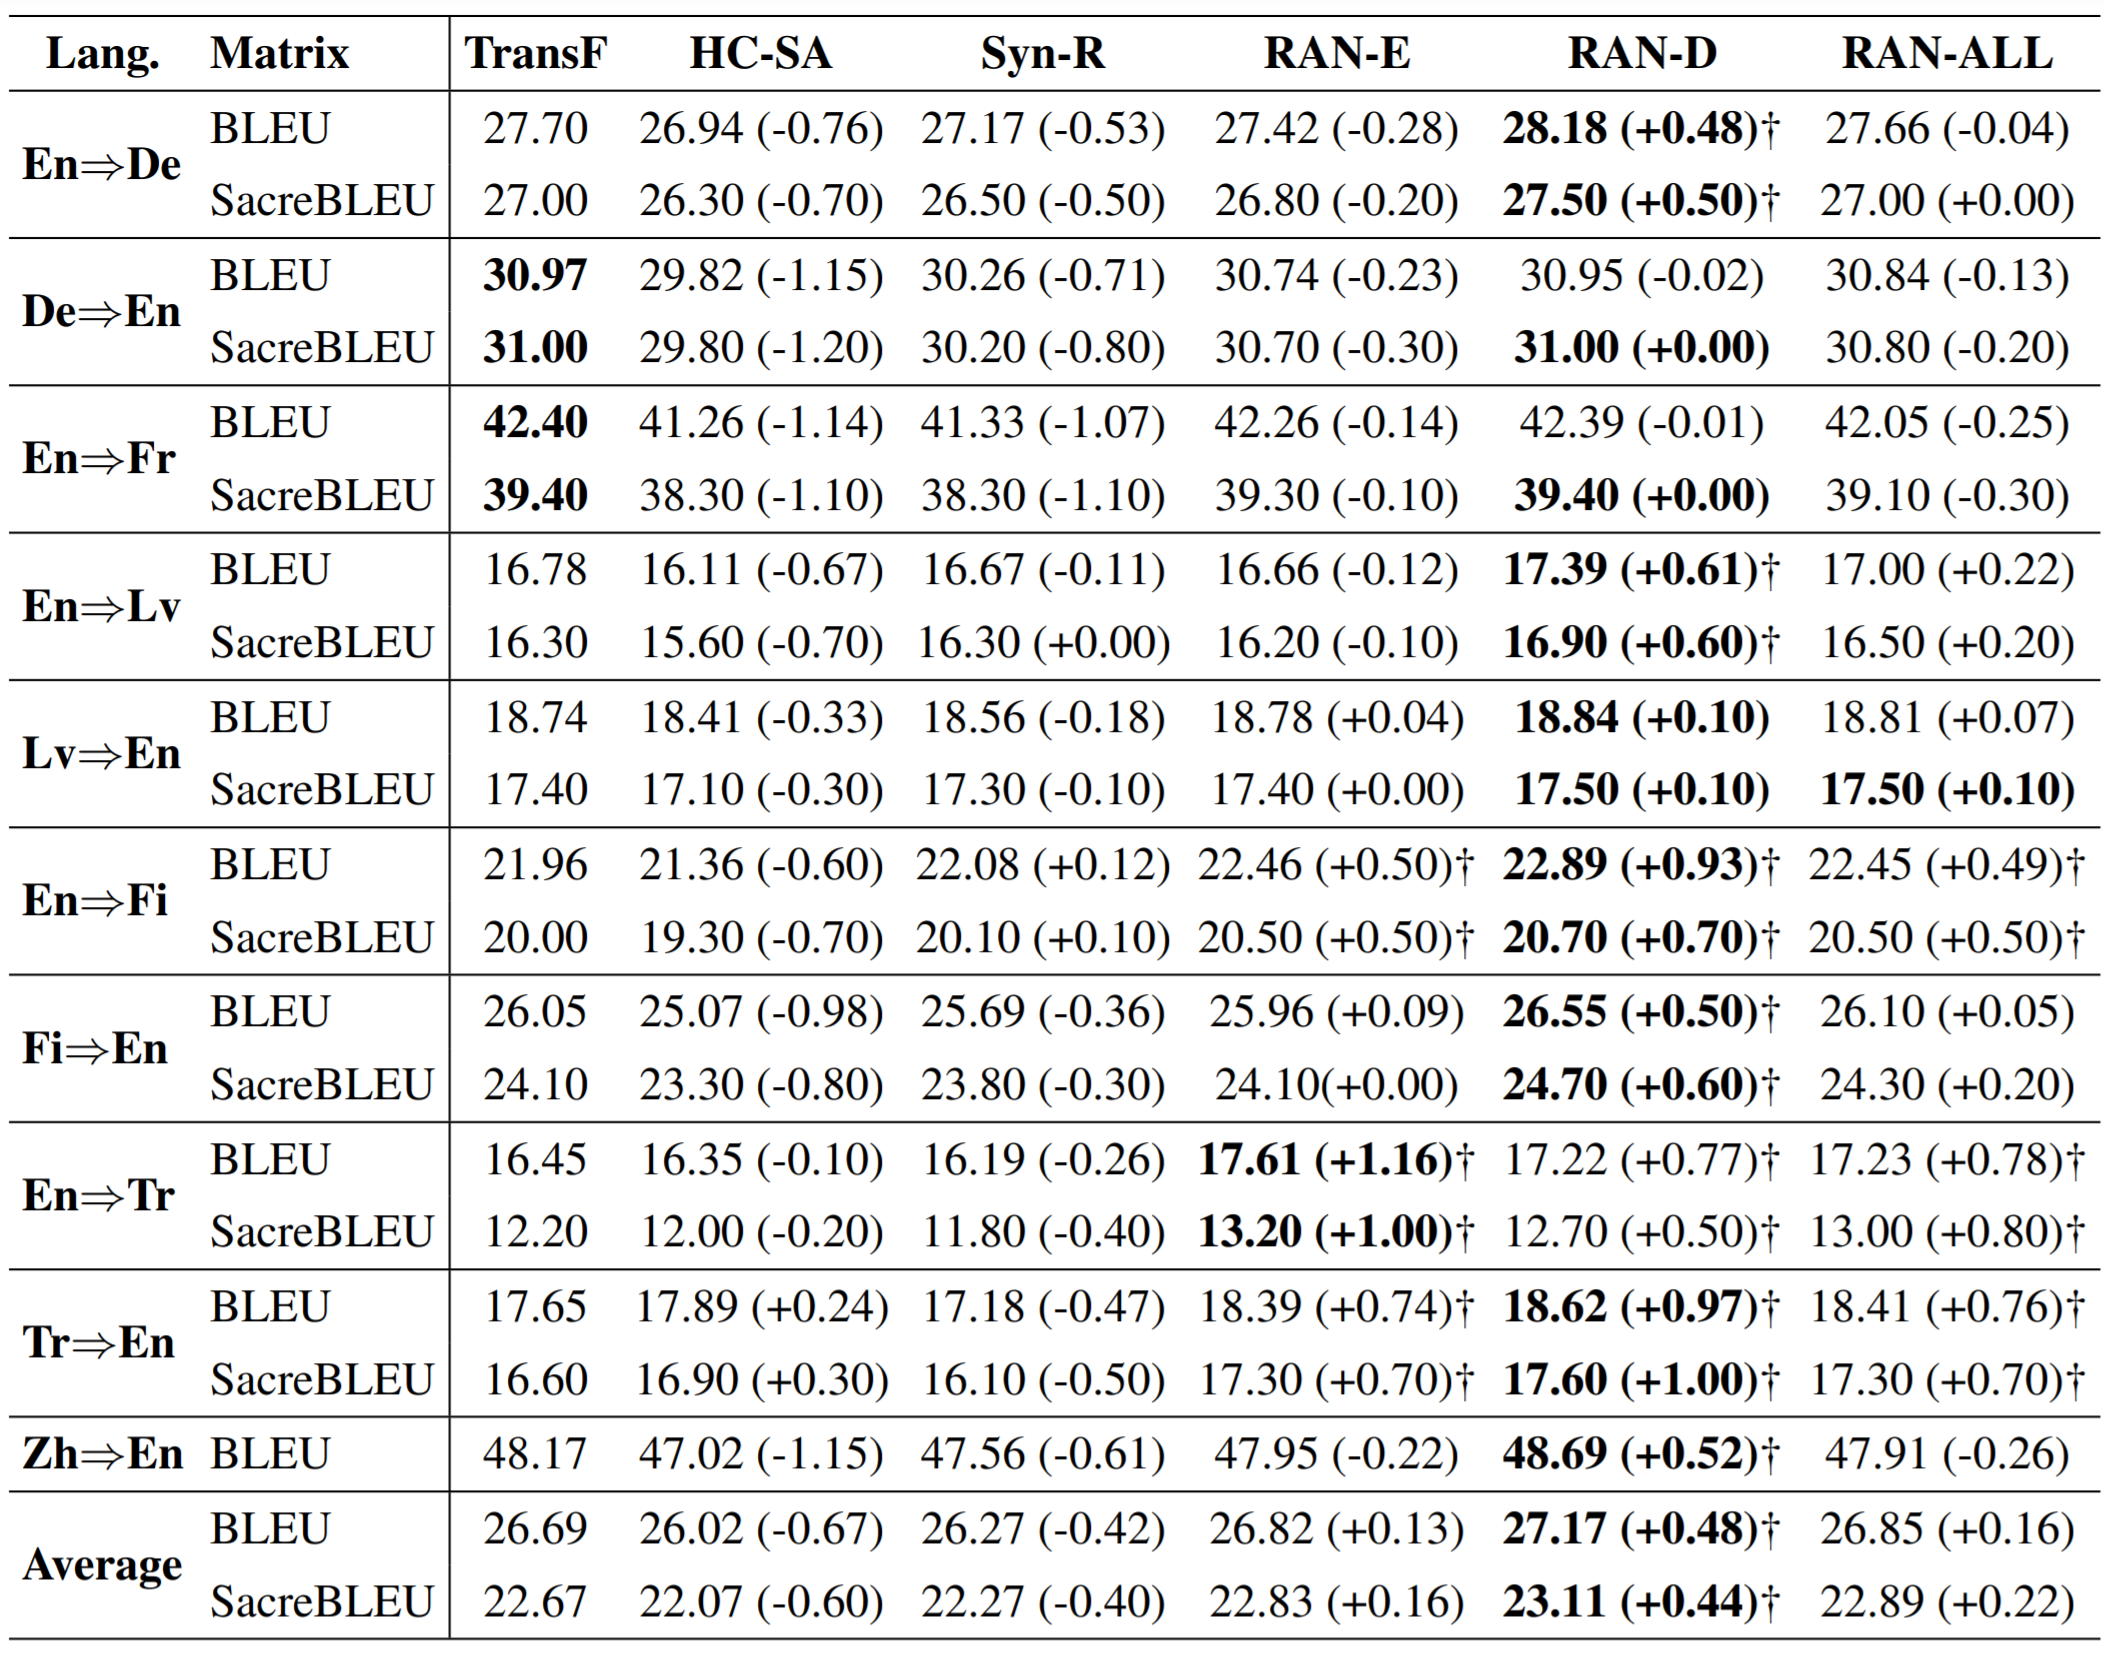 Lang. Matrix TransF HC-SA Syn-R RAN-E RAN-D RAN-ALL
En⇒De BLEU 27.70 26.94 (-0.76) 27.17 (-0.53) 27.42 (-0.28) 28.18 (+0.48)† 27.66 (-0.04)
SacreBLEU 27.00 26.30 (-0.70) 26.50 (-0.50) 26.80 (-0.20) 27.50 (+0.50)† 27.00 (+0.00)
De⇒En BLEU 30.97 29.82 (-1.15) 30.26 (-0.71) 30.74 (-0.23) 30.95 (-0.02) 30.84 (-0.13)
SacreBLEU 31.00 29.80 (-1.20) 30.20 (-0.80) 30.70 (-0.30) 31.00 (+0.00) 30.80 (-0.20)
En⇒Fr BLEU 42.40 41.26 (-1.14) 41.33 (-1.07) 42.26 (-0.14) 42.39 (-0.01) 42.05 (-0.25)
SacreBLEU 39.40 38.30 (-1.10) 38.30 (-1.10) 39.30 (-0.10) 39.40 (+0.00) 39.10 (-0.30)
En⇒Lv BLEU 16.78 16.11 (-0.67) 16.67 (-0.11) 16.66 (-0.12) 17.39 (+0.61)† 17.00 (+0.22)
SacreBLEU 16.30 15.60 (-0.70) 16.30 (+0.00) 16.20 (-0.10) 16.90 (+0.60)† 16.50 (+0.20)
Lv⇒En BLEU 18.74 18.41 (-0.33) 18.56 (-0.18) 18.78 (+0.04) 18.84 (+0.10) 18.81 (+0.07)
SacreBLEU 17.40 17.10 (-0.30) 17.30 (-0.10) 17.40 (+0.00) 17.50 (+0.10) 17.50 (+0.10)
En⇒Fi BLEU 21.96 21.36 (-0.60) 22.08 (+0.12) 22.46 (+0.50)† 22.89 (+0.93)† 22.45 (+0.49)†
SacreBLEU 20.00 19.30 (-0.70) 20.10 (+0.10) 20.50 (+0.50)† 20.70 (+0.70)† 20.50 (+0.50)†
Fi⇒En BLEU 26.05 25.07 (-0.98) 25.69 (-0.36) 25.96 (+0.09) 26.55 (+0.50)† 26.10 (+0.05)
SacreBLEU 24.10 23.30 (-0.80) 23.80 (-0.30) 24.10(+0.00) 24.70 (+0.60)† 24.30 (+0.20)
En⇒Tr BLEU 16.45 16.35 (-0.10) 16.19 (-0.26) 17.61 (+1.16)† 17.22 (+0.77)† 17.23 (+0.78)†
SacreBLEU 12.20 12.00 (-0.20) 11.80 (-0.40) 13.20 (+1.00)† 12.70 (+0.50)† 13.00 (+0.80)†
Tr⇒En BLEU 17.65 17.89 (+0.24) 17.18 (-0.47) 18.39 (+0.74)† 18.62 (+0.97)† 18.41 (+0.76)†
SacreBLEU 16.60 16.90 (+0.30) 16.10 (-0.50) 17.30 (+0.70)† 17.60 (+1.00)† 17.30 (+0.70)†
Zh⇒En BLEU 48.17 47.02 (-1.15) 47.56 (-0.61) 47.95 (-0.22) 48.69 (+0.52)† 47.91 (-0.26)
Average BLEU 26.69 26.02 (-0.67) 26.27 (-0.42) 26.82 (+0.13) 27.17 (+0.48)† 26.85 (+0.16)
SacreBLEU 22.67 22.07 (-0.60) 22.27 (-0.40) 22.83 (+0.16) 23.11 (+0.44)† 22.89 (+0.22)